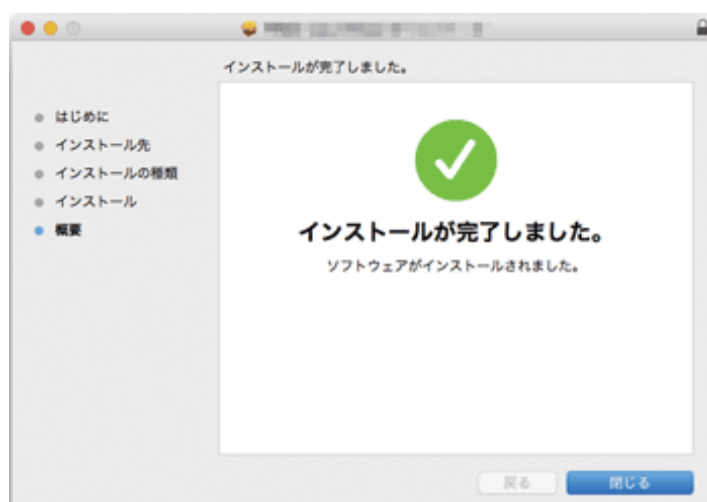 インストールが完了しました。
はじめに
インストール先
インストールの種類
インストール
概要
インストールが完了しました。
ソフトウェアがインストールされました。
戻る
閉じる